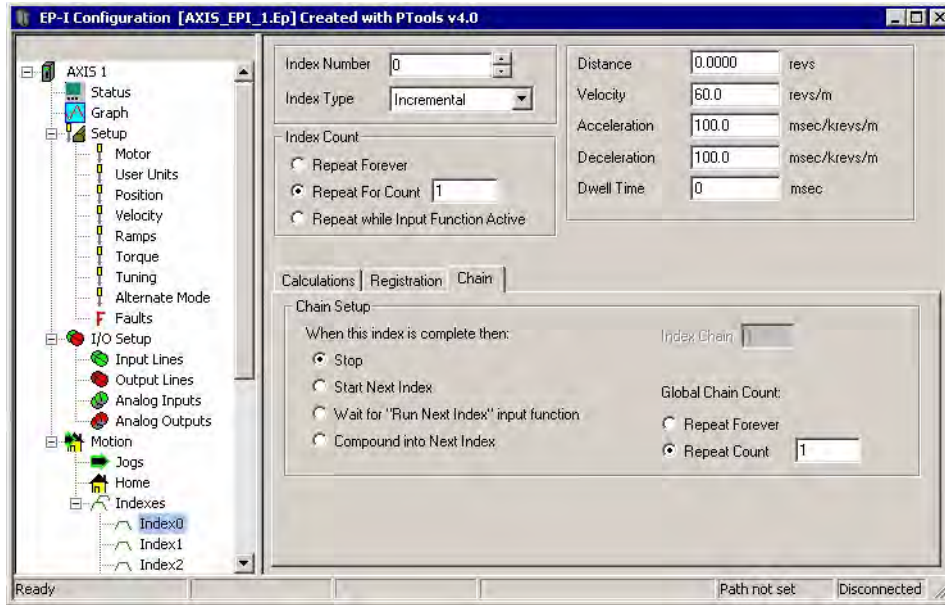 EP-I Configuration [AXIS_EPI_1.Ep] Created with PTools v4.0
AXIS 1
Status
Graph
Setup
Motor
User Units
Position
Velocity
Ramps
Torque
Tuning
Alternate Mode
F Faults
I/O Setup
Input Lines
Output Lines
Analog Inputs
Analog Outputs
Motion
Jogs
Home
Indexes
Index0
Index1
Index2
Index Number 0
Index Type Incremental
Index Count
Repeat Forever
Repeat For Count 1
Repeat while Input Function Active
Distance 0.0000 revs
Velocity 60.0 revs/m
Acceleration 100.0 msec/krevs/m
Deceleration 100.0 msec/krevs/m
Dwell Time 0 msec
Calculations Registration Chain
Chain Setup
When this index is complete then:
Stop
Start Next Index
Wait for "Run Next Index" input function
Compound into Next Index
Index Chain
Global Chain Count:
Repeat Forever
Repeat Count 1
Ready
Path not set
Disconnected